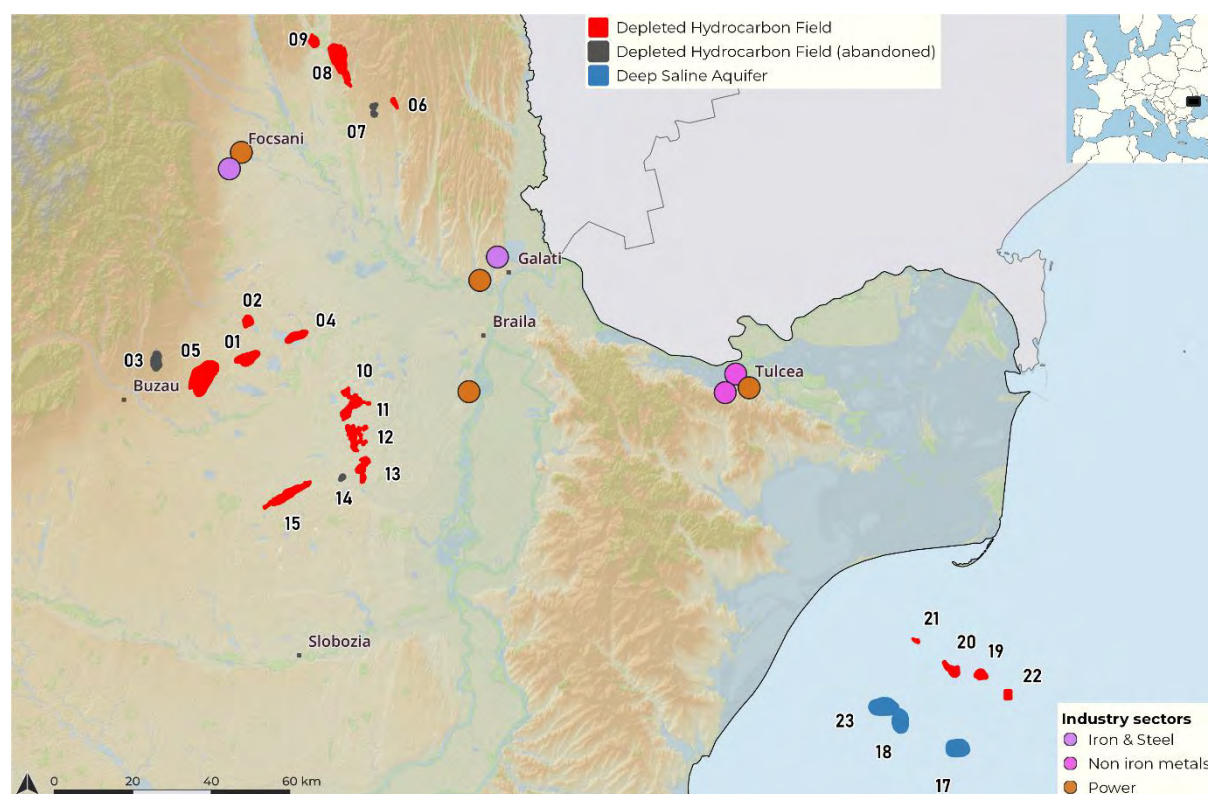 Depleted Hydrocarbon Field
Depleted Hydrocarbon Field (abandoned)
Deep Saline Aquifer
09
08
06
07
Focsani
Galati
02
04
Braila
03
05
01
Buzau
Tulcea
10
11
12
13
14
15
Slobozia
21
20
19
22
23
18
17
Industry sectors
Iron & Steel
Non iron metals
Power
0
20
40
60 km